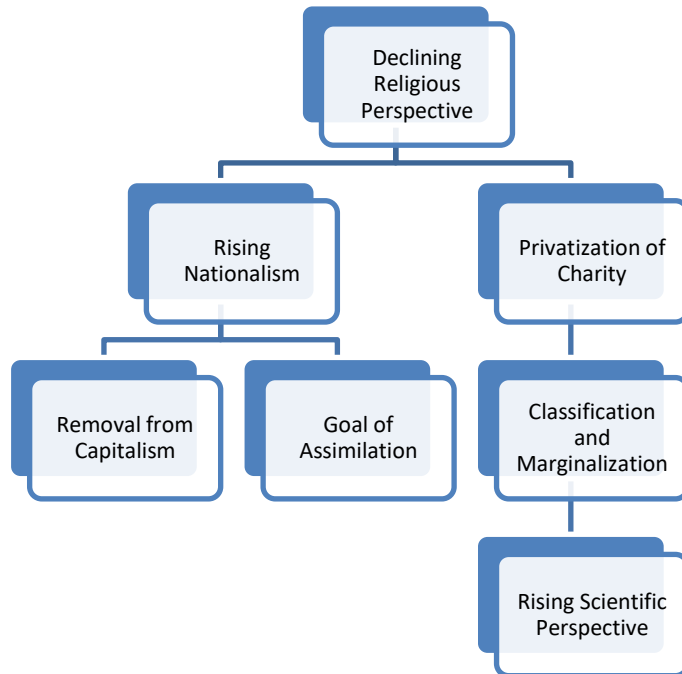 Declining
Religious
Perspective
Rising
Nationalism
Privatization of
Charity
Removal from
Capitalism
Goal of
Assimilation
Classification
and
Marginalization
Rising Scientific
Perspective